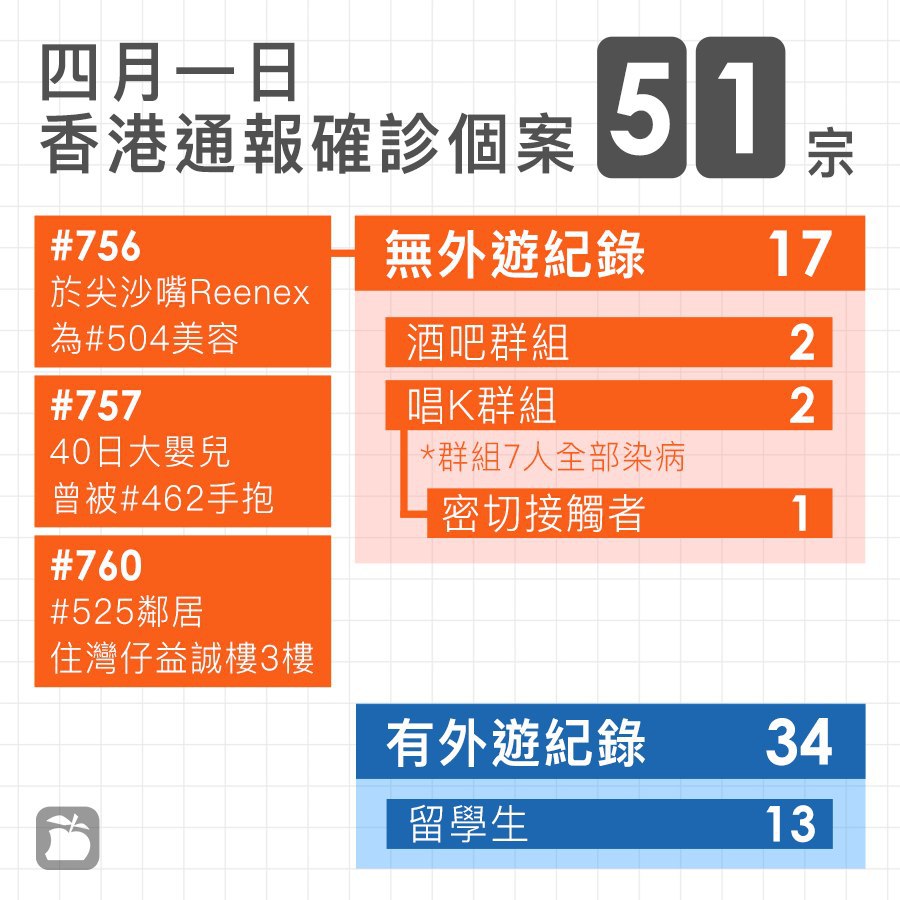 四月一日
香港通報確診個案 51 宗
#756
於尖沙嘴Reenex
為#504美容
#757
40日大嬰兒
曾被#462手抱
#760
#525鄰居
住灣仔益誠樓3樓
無外遊紀錄 17
酒吧群組 2
唱K群組 2
*群組7人全部染病
密切接觸者 1
有外遊紀錄 34
留學生 13